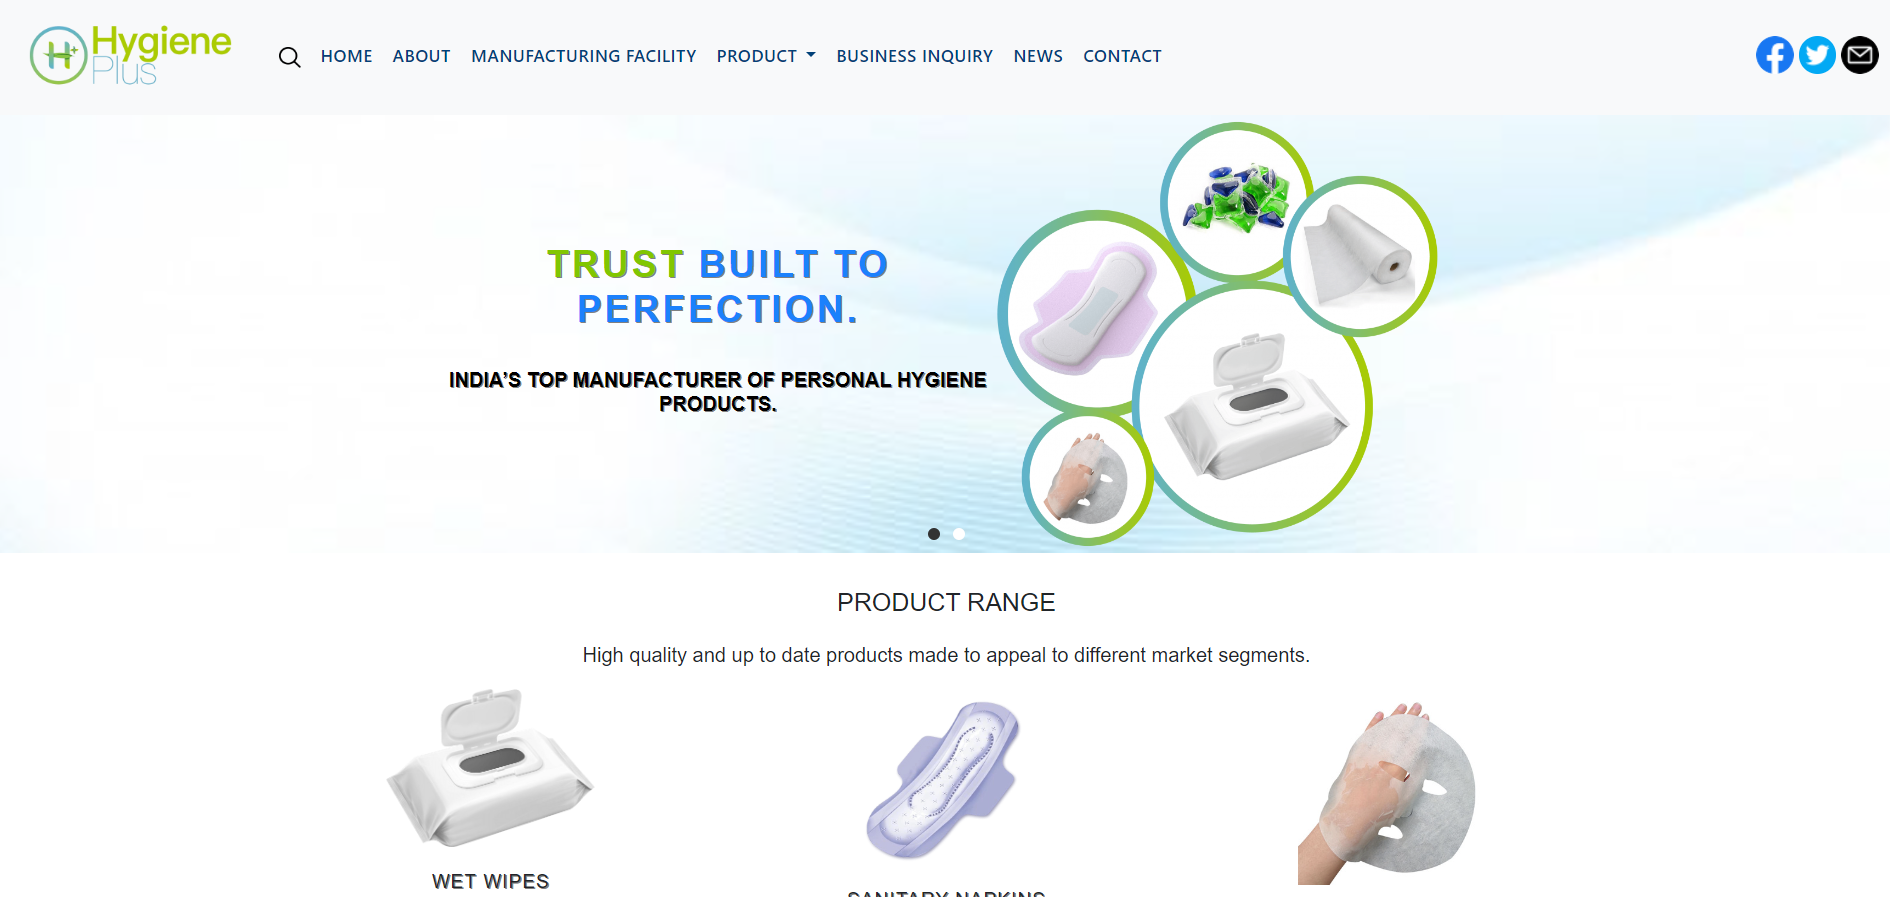 Hygiene
Plus
HOME ABOUT MANUFACTURING FACILITY PRODUCT BUSINESS INQUIRY NEWS CONTACT
TRUST BUILT TO
PERFECTION.
INDIA’S TOP MANUFACTURER OF PERSONAL HYGIENE
PRODUCTS.
PRODUCT RANGE
High quality and up to date products made to appeal to different market segments.
WET WIPES
SANITARY NAPKINS